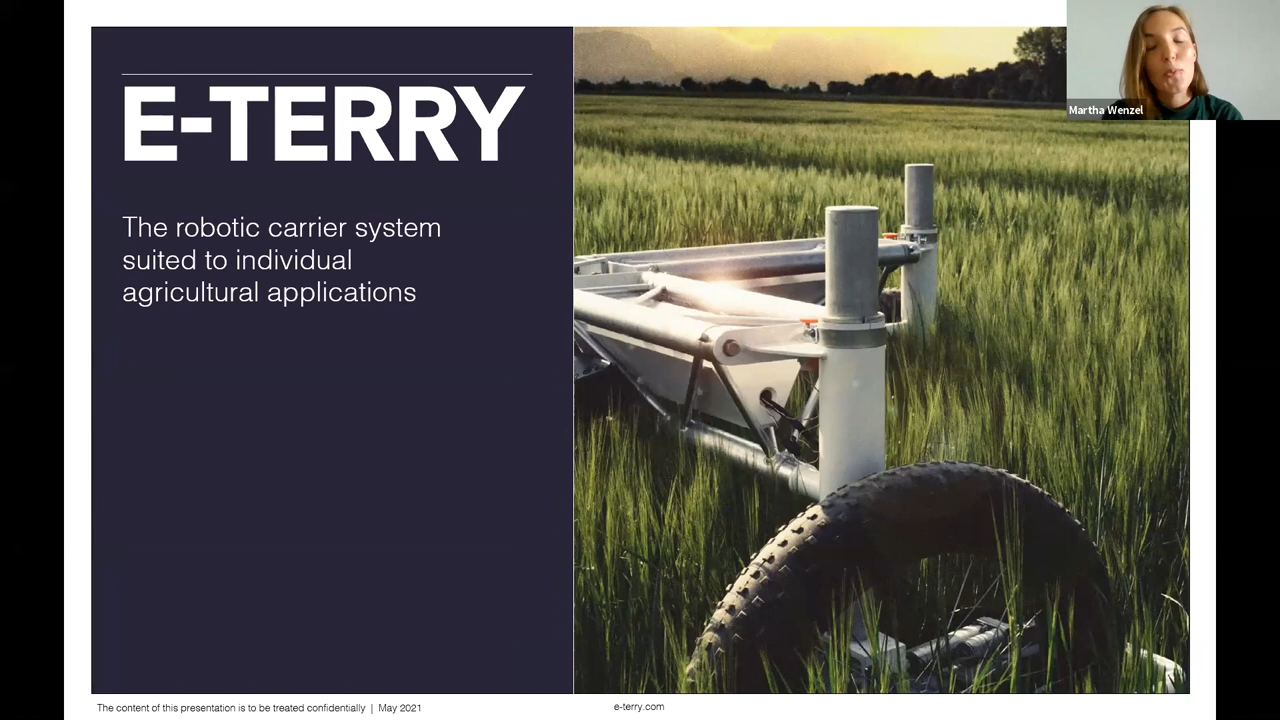 E-TERRY
The robotic carrier system
suited to individual
agricultural applications
Martha Wenzel
The content of this presentation is to be treated confidentially | May 2021
e-terry.com